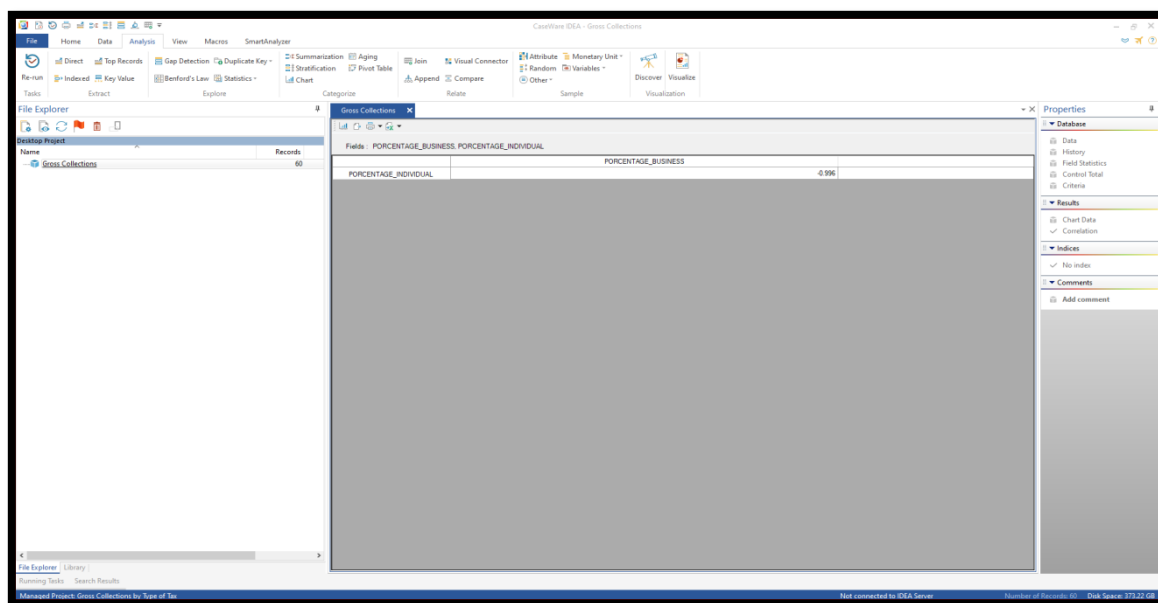 CaseWare IDEA - Gross Collections
File Home Data Analysis View Macros SmartAnalyzer
Re-run
Tasks
Direct Top Records
Indexed Key Value
Extract
Gap Detection Duplicate Key
Benford's Law Statistics
Explore
Summarization Aging
Stratification Pivot Table
Chart
Categorize
Join Visual Connector
Append Compare
Relate
Attribute Monetary Unit
Random Variables
Other
Sample
Discover Visualize
Visualization
File Explorer
Desktop Project
Name Records
Gross Collections 60
File Explorer Library
Running Tasks Search Results
Gross Collections
Fields : PORCENTAGE_BUSINESS, PORCENTAGE_INDIVIDUAL
PORCENTAGE_BUSINESS
PORCENTAGE_INDIVIDUAL -0.996
Properties
Database
Data
History
Field Statistics
Control Total
Criteria
Results
Chart Data
Correlation
Indices
No index
Comments
Add comment
Managed Project: Gross Collections by Type of Tax Not connected to IDEA Server Number of Records: 60 Disk Space: 373.22 GB